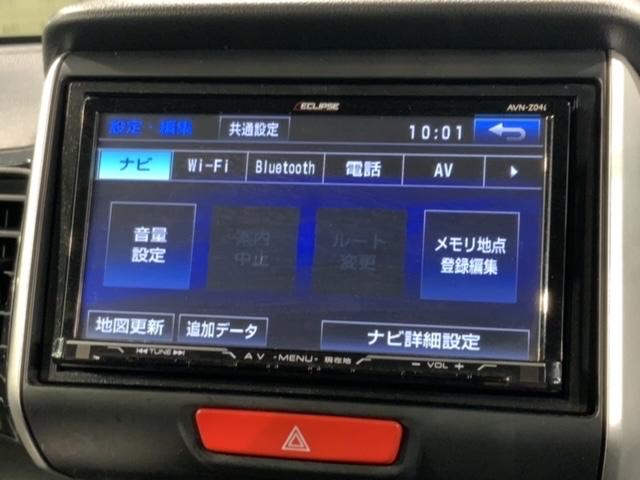 ECLIPSE AVN-Z04i
設定・編集 共通設定 10:01
ナビ Wi-Fi Bluetooth 電話 AV
音量設定
案内中止
ルート変更
メモリ地点登録編集
地図更新 追加データ ナビ詳細設定
TUNE AV ・MENU・ 現在地 － VOL ＋